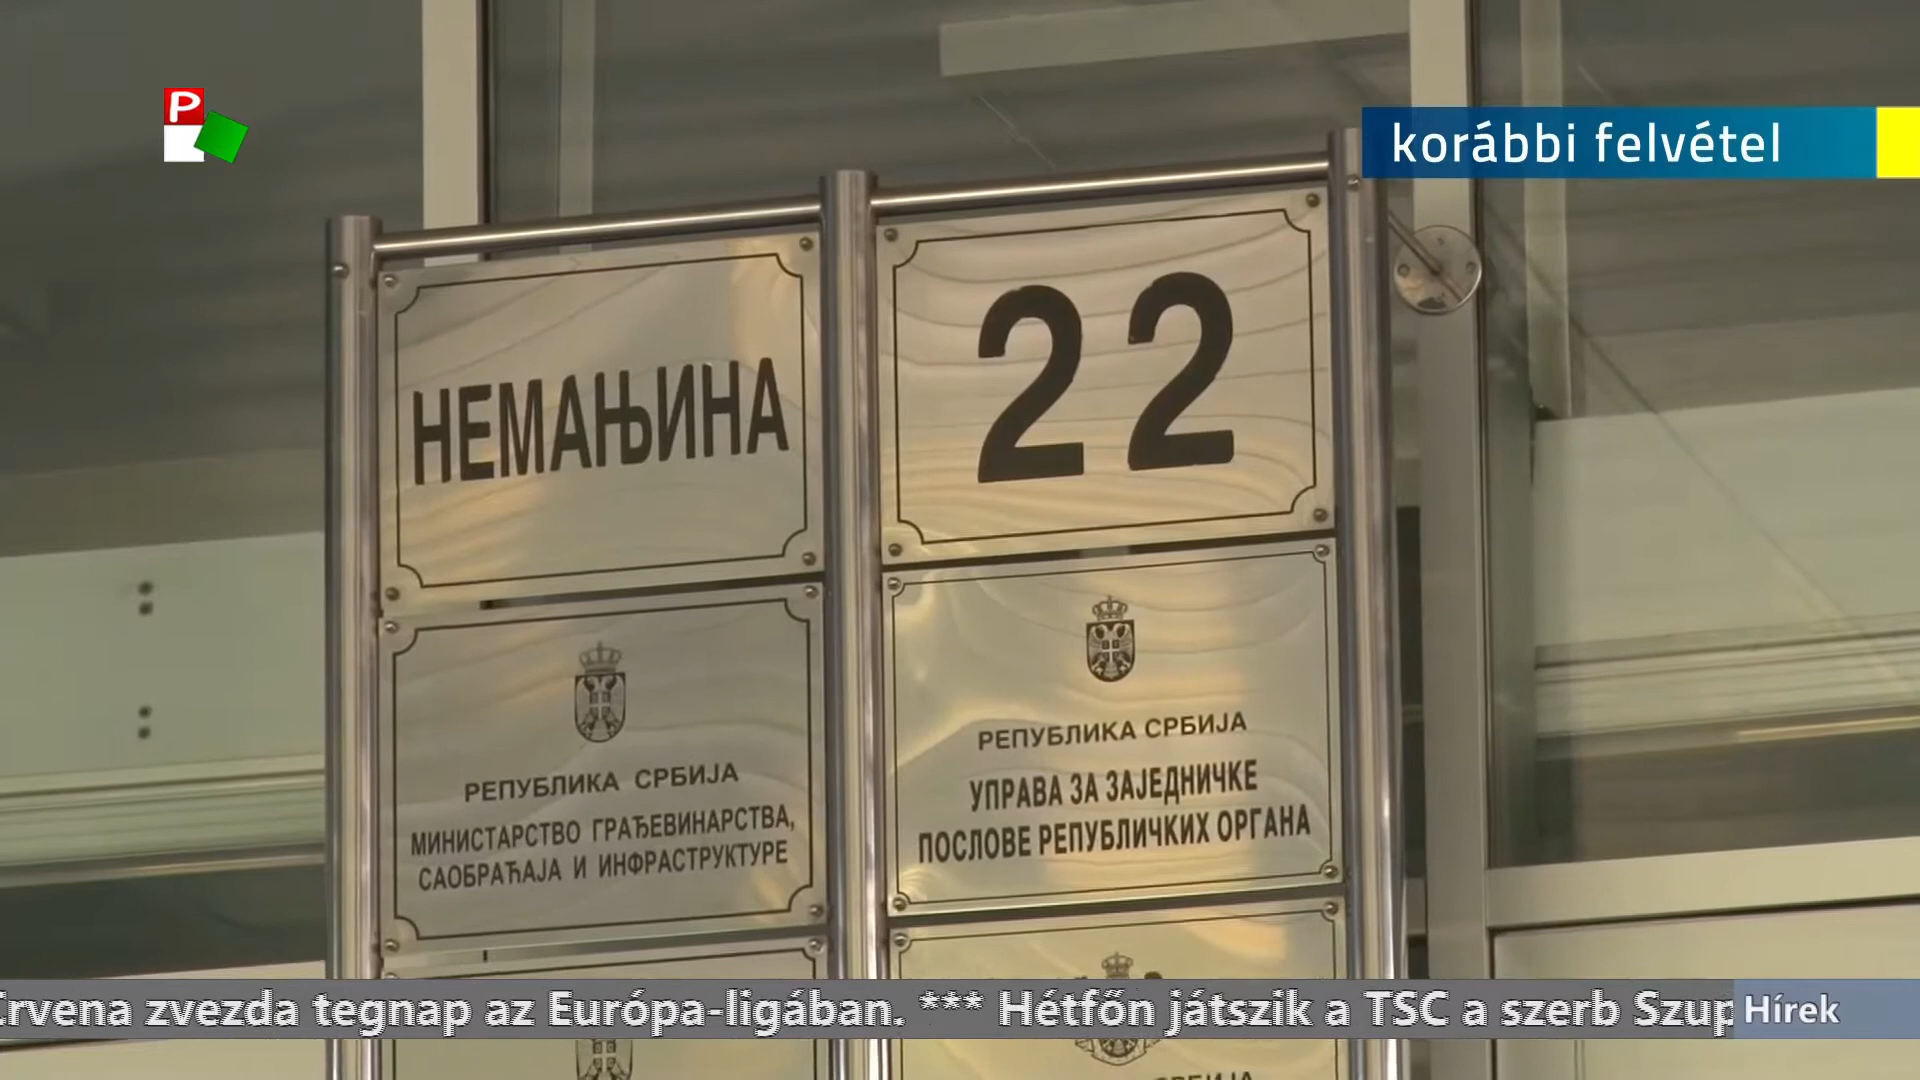 P
korábbi felvétel
НЕМАЊИНА
22
РЕПУБЛИКА СРБИЈА
МИНИСТАРСТВО ГРАЂЕВИНАРСТВА,
САОБРАЋАЈА И ИНФРАСТРУКТУРЕ
РЕПУБЛИКА СРБИЈА
УПРАВА ЗА ЗАЈЕДНИЧКЕ
ПОСЛОВЕ РЕПУБЛИЧКИХ ОРГАНА
Crvena zvezda tegnap az Európa-ligában. *** Hétfőn játszik a TSC a szerb Szup
Hírek